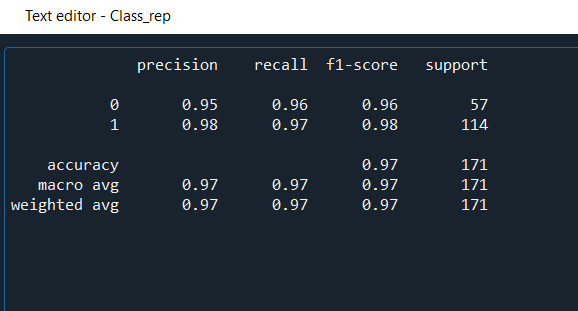 Text editor - Class_rep
precision recall f1-score support
0 0.95 0.96 0.96 57
1 0.98 0.97 0.98 114
accuracy 0.97 171
macro avg 0.97 0.97 0.97 171
weighted avg 0.97 0.97 0.97 171